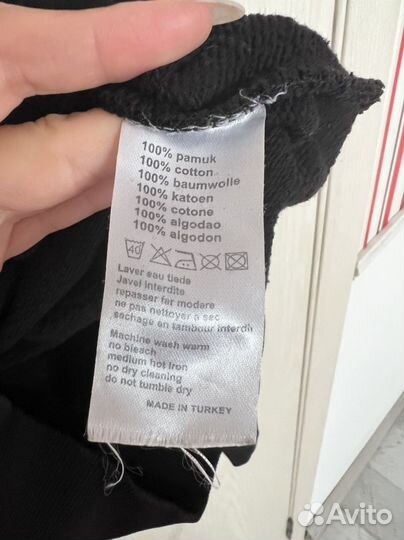 100% pamuk
100% cotton
100% baumwolle
100% katoen
100% cotone
100% algodao
100% algodon
40
Laver eau tiede
Javel interdite
repasser fer modere
ne pas nettoyer a sec
sechage en tambour interdit
Machine wash warm
no bleach
medium hot iron
no dry cleaning
do not tumble dry
MADE IN TURKEY
Avito